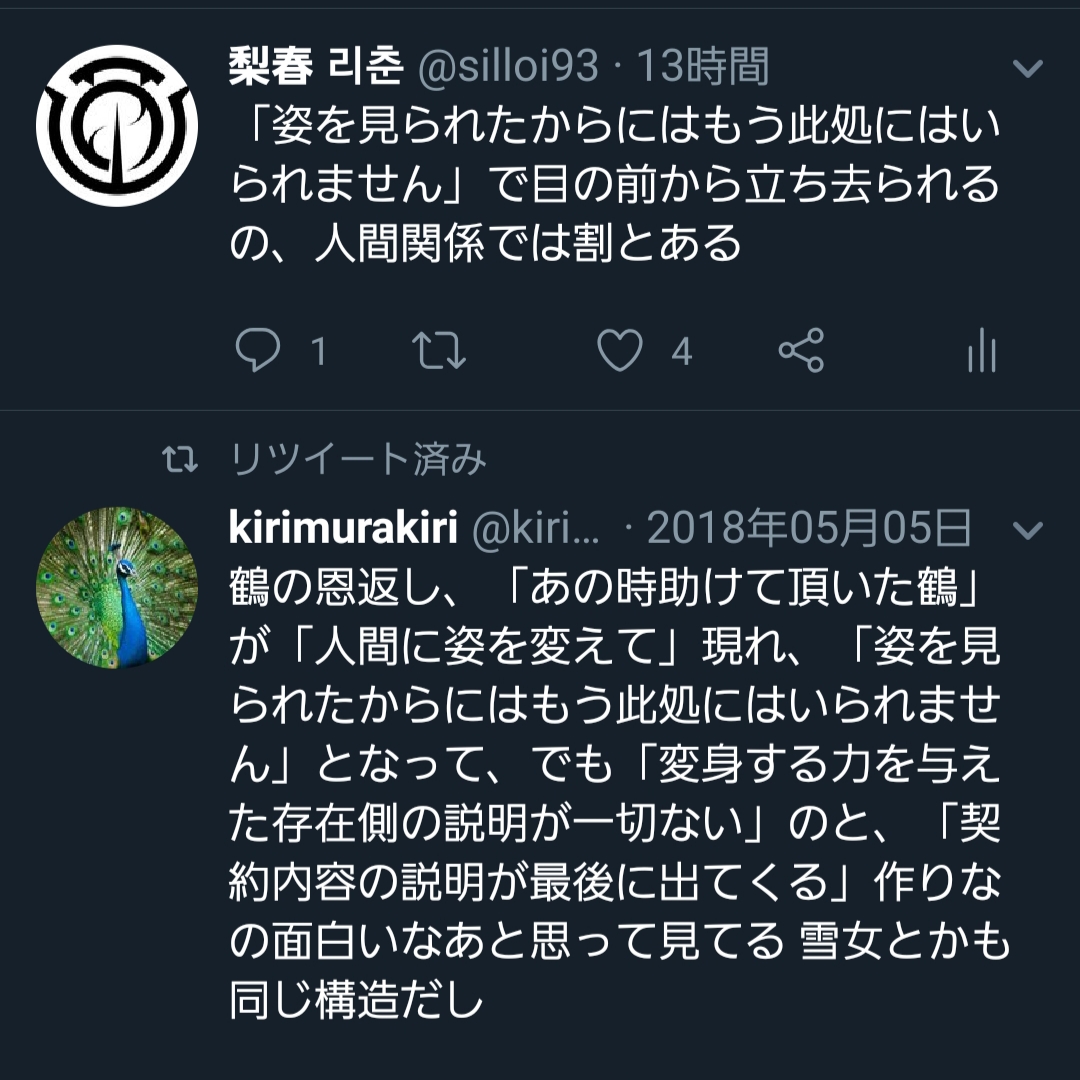 梨春 리춘 @silloi93 · 13時間
「姿を見られたからにはもう此処にはい
られません」で目の前から立ち去られる
の、人間関係では割とある
1 4
リツイート済み
kirimurakiri @kiri... · 2018年05月05日
鶴の恩返し、「あの時助けて頂いた鶴」
が「人間に姿を変えて」現れ、「姿を見
られたからにはもう此処にはいられませ
ん」となって、でも「変身する力を与え
た存在側の説明が一切ない」のと、「契
約内容の説明が最後に出てくる」作りな
の面白いなあと思って見てる 雪女とかも
同じ構造だし